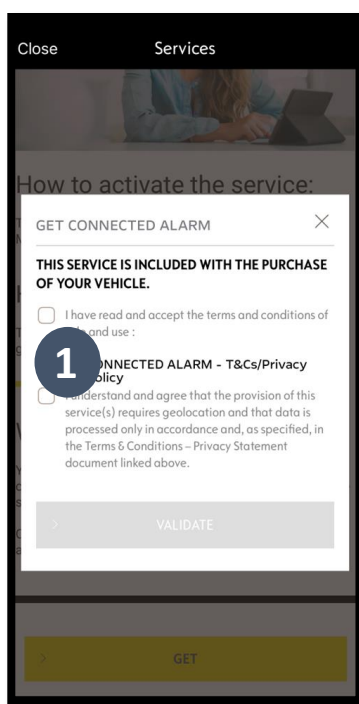 Close Services
How to activate the service:
GET CONNECTED ALARM
THIS SERVICE IS INCLUDED WITH THE PURCHASE
OF YOUR VEHICLE.
I have read and accept the terms and conditions of
and use :
CONNECTED ALARM - T&Cs/Privacy
1
I understand and agree that the provision of this
service(s) requires geolocation and that data is
processed only in accordance and, as specified, in
the Terms & Conditions – Privacy Statement
document linked above.
> VALIDATE
> GET